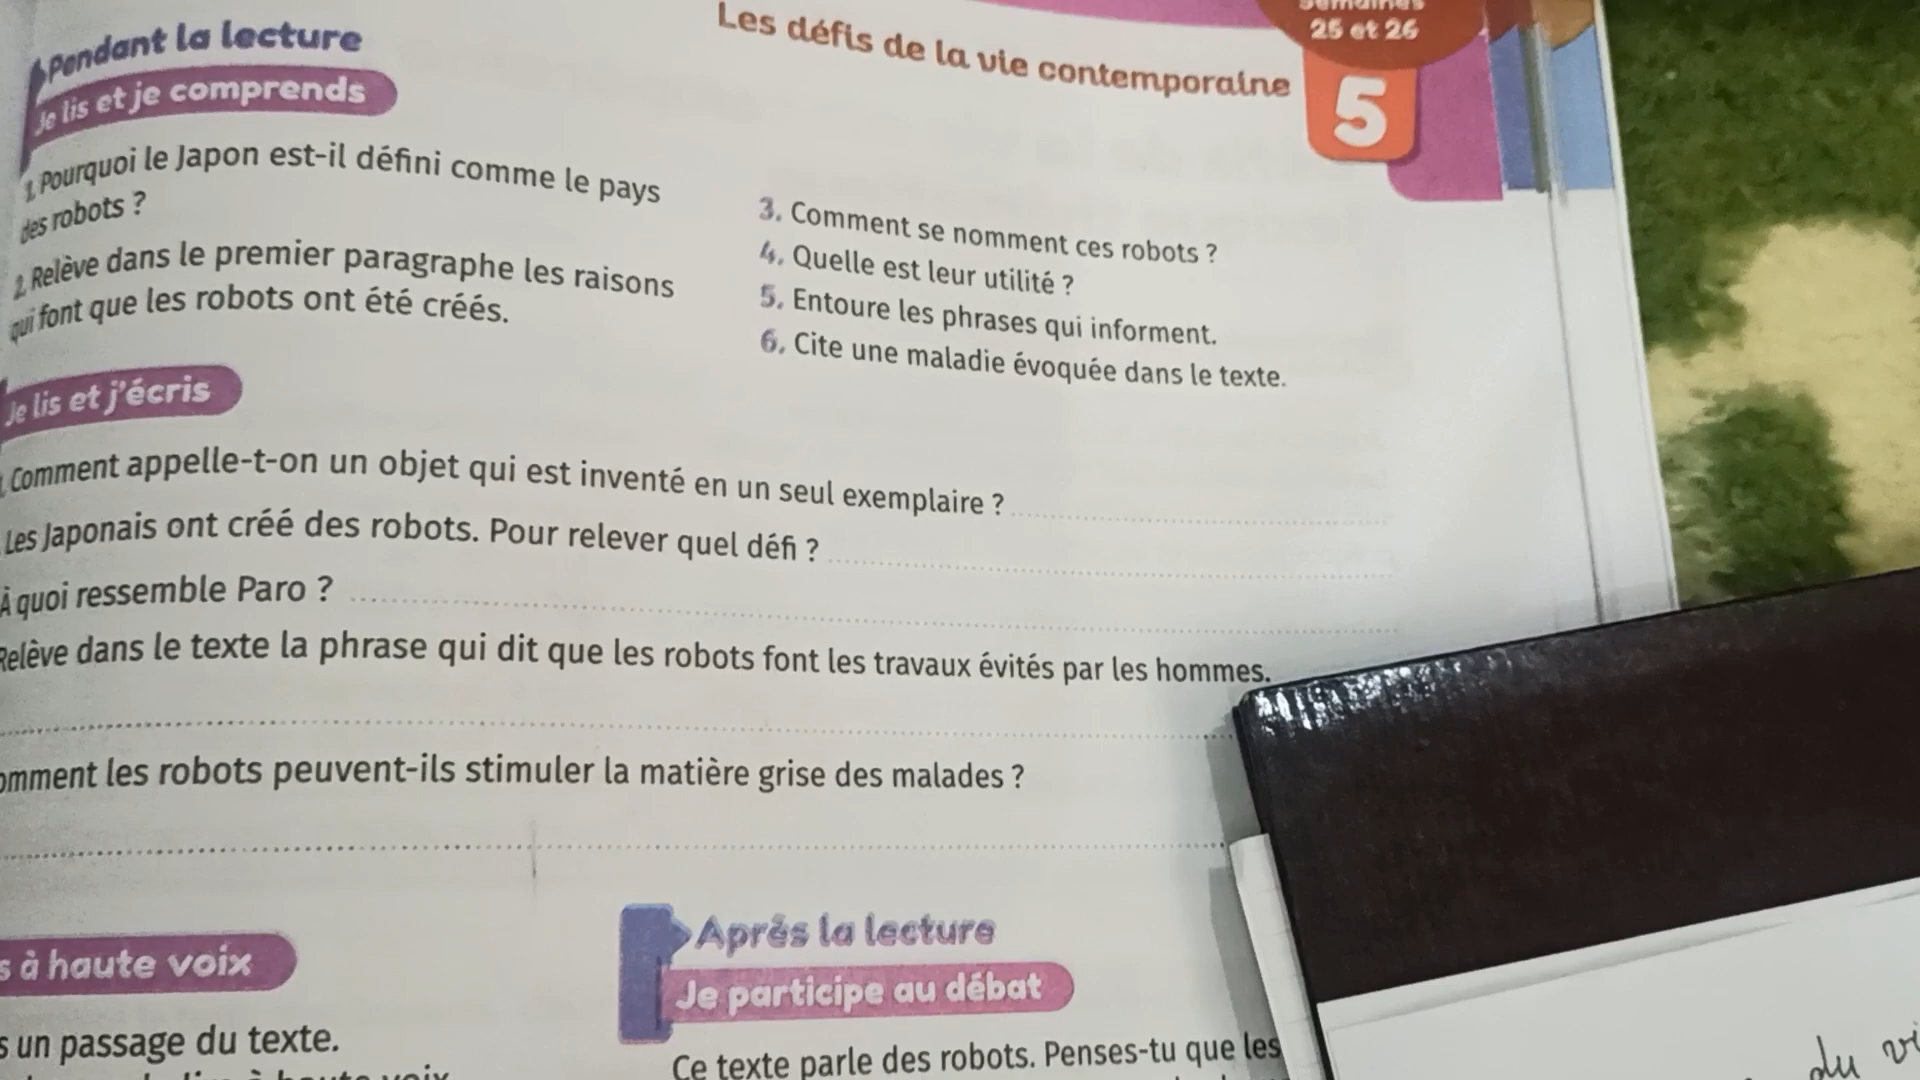 Pendant la lecture
Je lis et je comprends
1. Pourquoi le Japon est-il défini comme le pays
des robots ?
2. Relève dans le premier paragraphe les raisons
qui font que les robots ont été créés.
Les défis de la vie contemporaine
Semaines
25 et 26
5
3. Comment se nomment ces robots ?
4. Quelle est leur utilité ?
5. Entoure les phrases qui informent.
6. Cite une maladie évoquée dans le texte.
Je lis et j'écris
Comment appelle-t-on un objet qui est inventé en un seul exemplaire ?
Les Japonais ont créé des robots. Pour relever quel défi ?
À quoi ressemble Paro ?
Relève dans le texte la phrase qui dit que les robots font les travaux évités par les hommes.
omment les robots peuvent-ils stimuler la matière grise des malades ?
s à haute voix
s un passage du texte.
à haute voix
Après la lecture
Je participe au débat
Ce texte parle des robots. Penses-tu que les
du vi